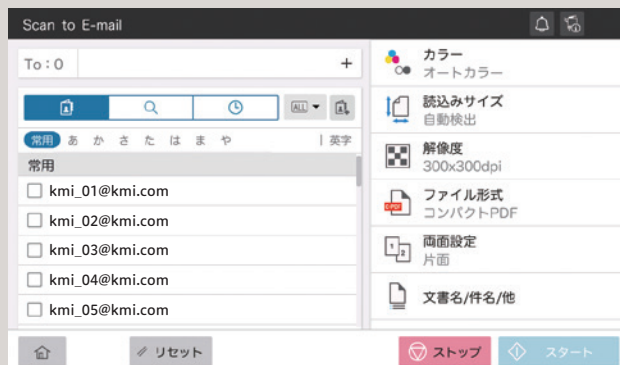 Scan to E-mail
To : 0 +
ALL
常用 あ か さ た は ま や | 英字
常用
kmi_01@kmi.com
kmi_02@kmi.com
kmi_03@kmi.com
kmi_04@kmi.com
kmi_05@kmi.com
リセット
カラー
オートカラー
読込みサイズ
自動検出
解像度
300x300dpi
C-PDF
ファイル形式
コンパクトPDF
1 2
両面設定
片面
文書名/件名/他
ストップ
スタート